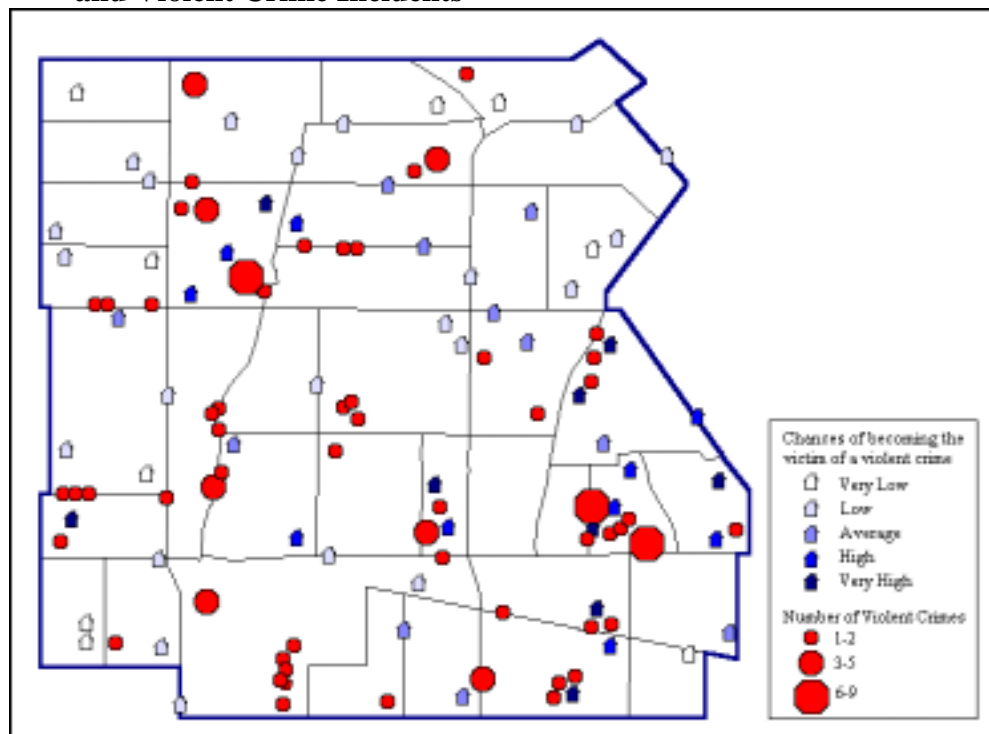 and Violent Crime Incidents
Chances of becoming the
victim of a violent crime
Very Low
Low
Average
High
Very High
Number of Violent Crimes
1-2
3-5
6-9